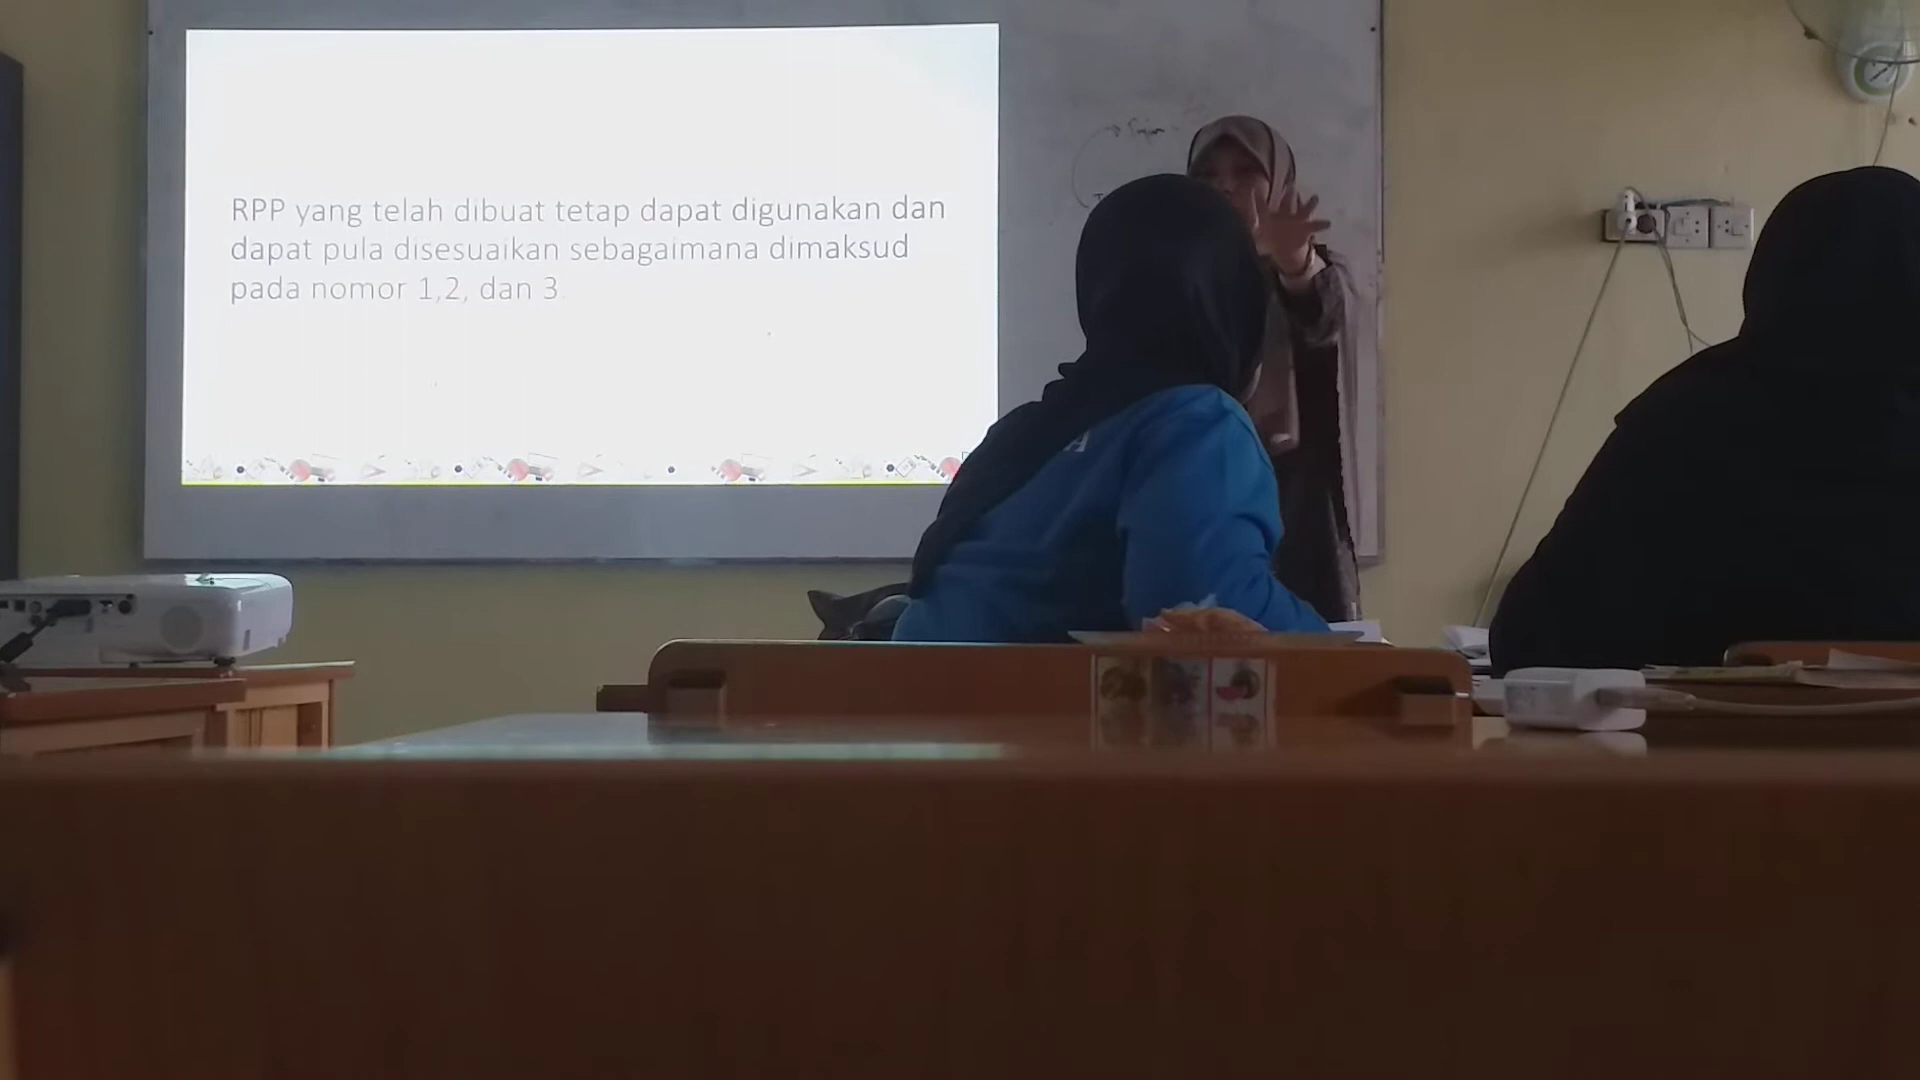 RPP yang telah dibuat tetap dapat digunakan dan
dapat pula disesuaikan sebagaimana dimaksud
pada nomor 1,2, dan 3.
A